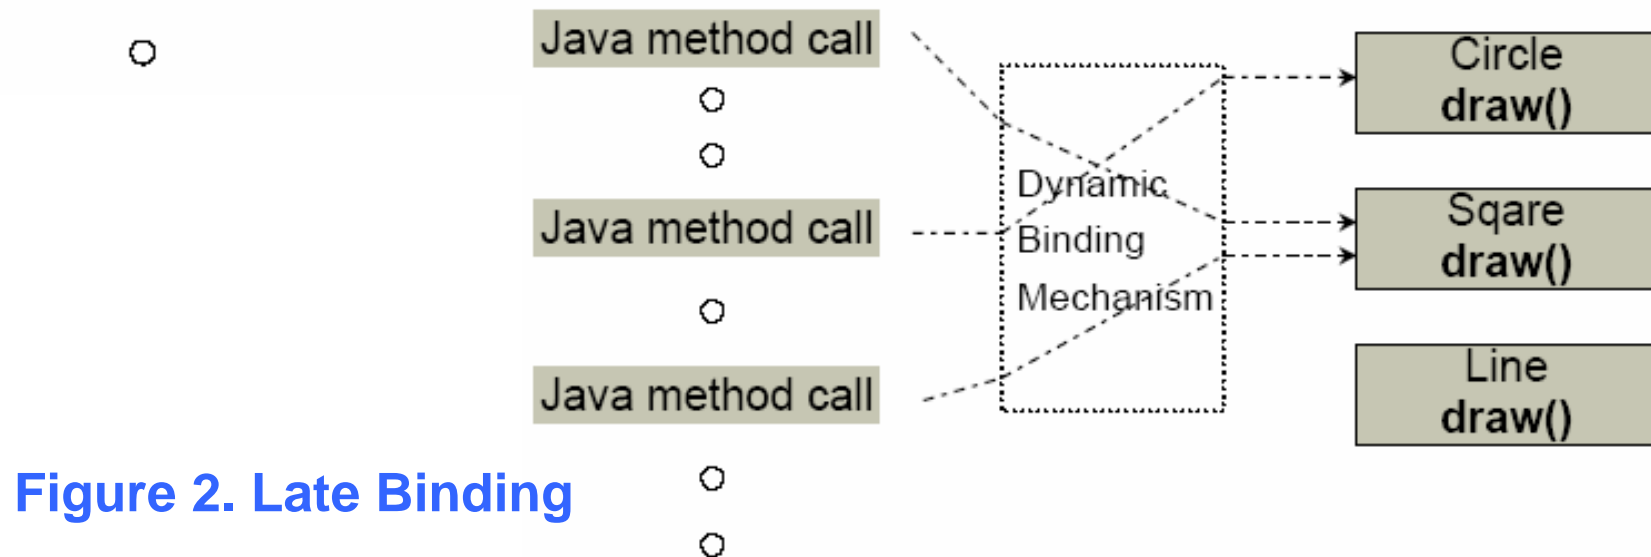 Java method call
Circle
draw()
Dynamic
Java method call
Binding
Sqare
draw()
Mechanism
Java method call
Line
draw()
Figure 2. Late Binding